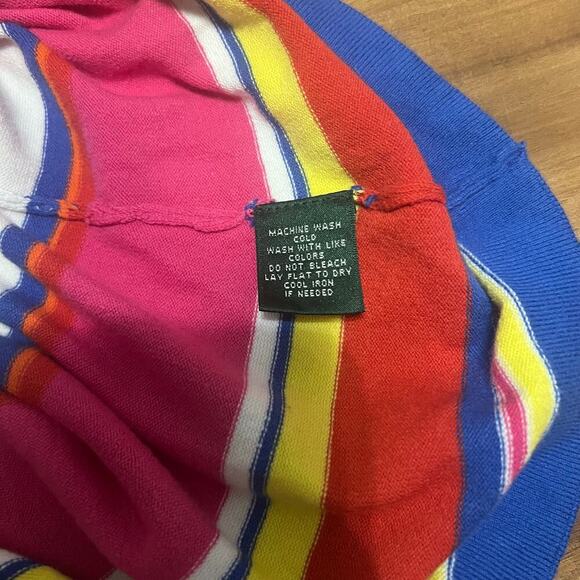 MACHINE WASH
COLD
WASH WITH LIKE
COLORS
DO NOT BLEACH
LAY FLAT TO DRY
COOL IRON
IF NEEDED